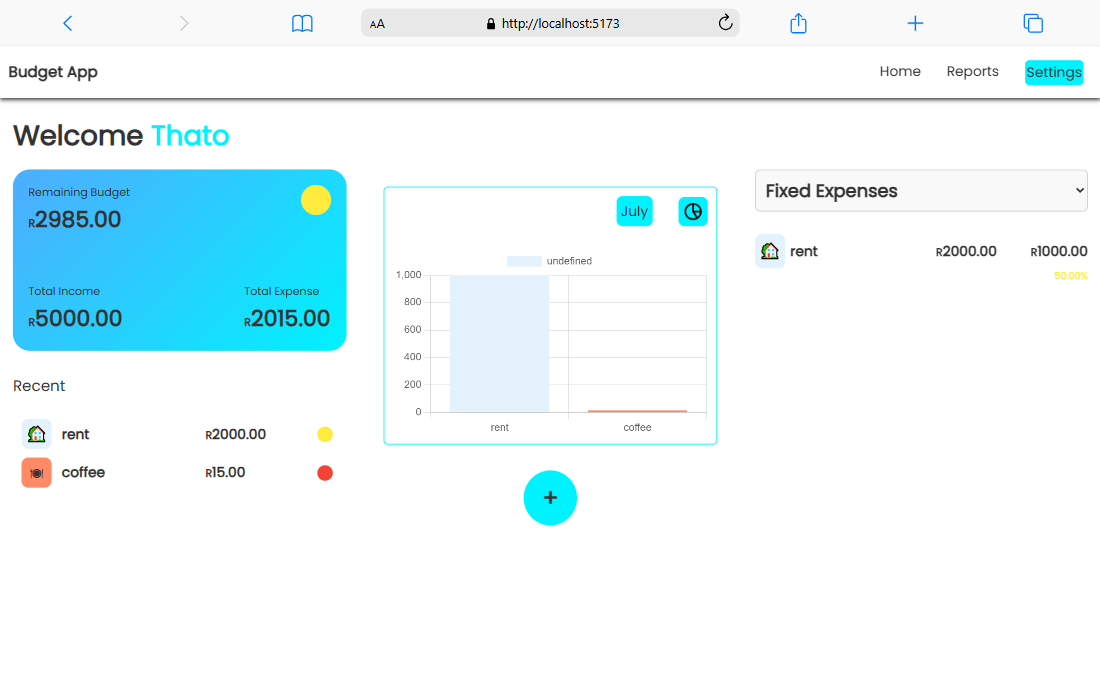 AA http://localhost:5173
Budget App Home Reports Settings
Welcome Thato
Remaining Budget
R2985.00
Total Income Total Expense
R5000.00 R2015.00
Recent
rent R2000.00
coffee R15.00
July
undefined
1,000
800
600
400
200
0
rent coffee
+
Fixed Expenses
rent R2000.00 R1000.00
50.00%